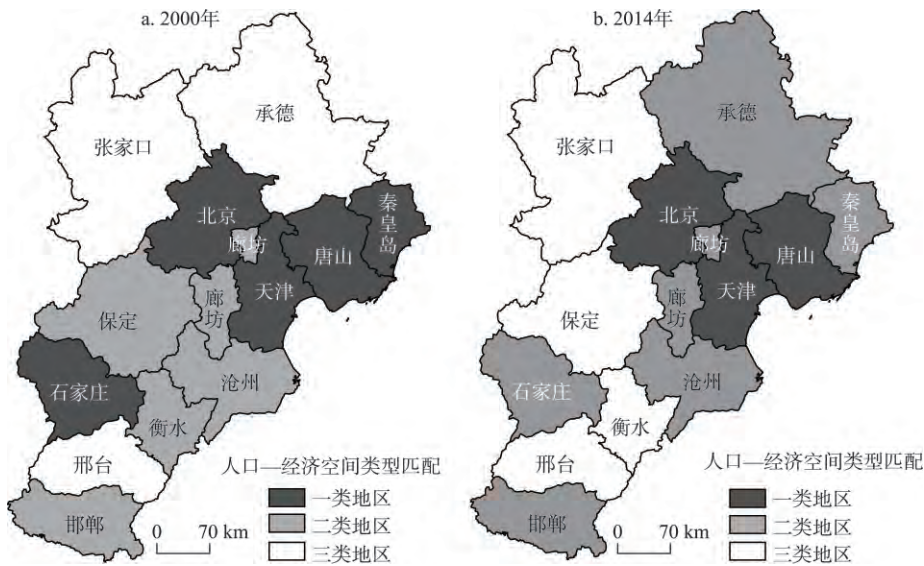 a. 2000年
承德
张家口
北京
秦皇岛
廊坊
唐山
天津
廊坊
保定
沧州
石家庄
衡水
邢台
邯郸
0 70 km
人口—经济空间类型匹配
一类地区
二类地区
三类地区
b. 2014年
承德
张家口
北京
秦皇岛
廊坊
唐山
天津
廊坊
保定
沧州
石家庄
衡水
邢台
邯郸
0 70 km
人口—经济空间类型匹配
一类地区
二类地区
三类地区